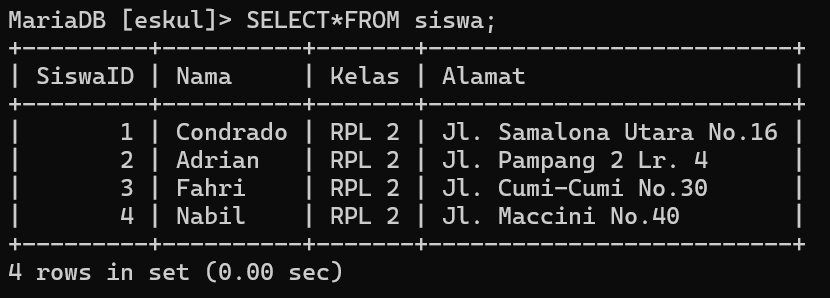 MariaDB [eskul]> SELECT*FROM siswa;
+---------+----------+-------+--------------------------+
| SiswaID | Nama     | Kelas | Alamat                   |
+---------+----------+-------+--------------------------+
|       1 | Condrado | RPL 2 | Jl. Samalona Utara No.16 |
|       2 | Adrian   | RPL 2 | Jl. Pampang 2 Lr. 4      |
|       3 | Fahri    | RPL 2 | Jl. Cumi-Cumi No.30      |
|       4 | Nabil    | RPL 2 | Jl. Maccini No.40        |
+---------+----------+-------+--------------------------+
4 rows in set (0.00 sec)